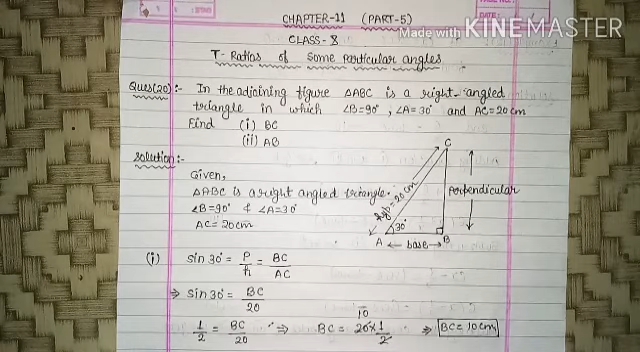 PAGE NO.:
DATE:
Made with KINEMASTER
CHAPTER-11 (PART-5)
CLASS-8
T-Ratios of Some Particular angles
Ques(20):- In the adjoining figure ΔABC is a right-angled
triangle in which ∠B=90°, ∠A=30° and AC=20cm
Find (i) BC
(ii) AB
Solution:-
Given,
ΔABC is a right angled triangle.
∠B=90° & ∠A=30°
AC=20cm
C
hyp=20cm
perpendicular
30°
A ← base → B
(i) sin 30° = P/h = BC/AC
⇒ sin 30° = BC/20
1/2 = BC/20 ⇒ BC = 20×1/2 ⇒ BC=10cm
10